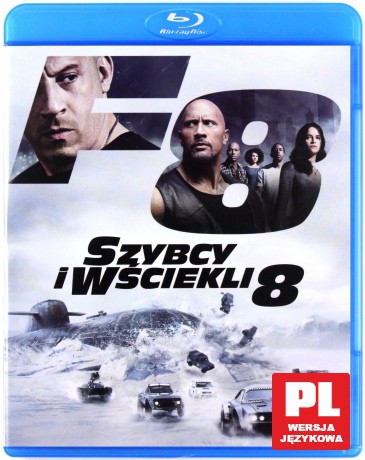 Blu-ray Disc
F8
SZYBCY
i WŚCIEKLI 8
PL
WERSJA
JĘZYKOWA